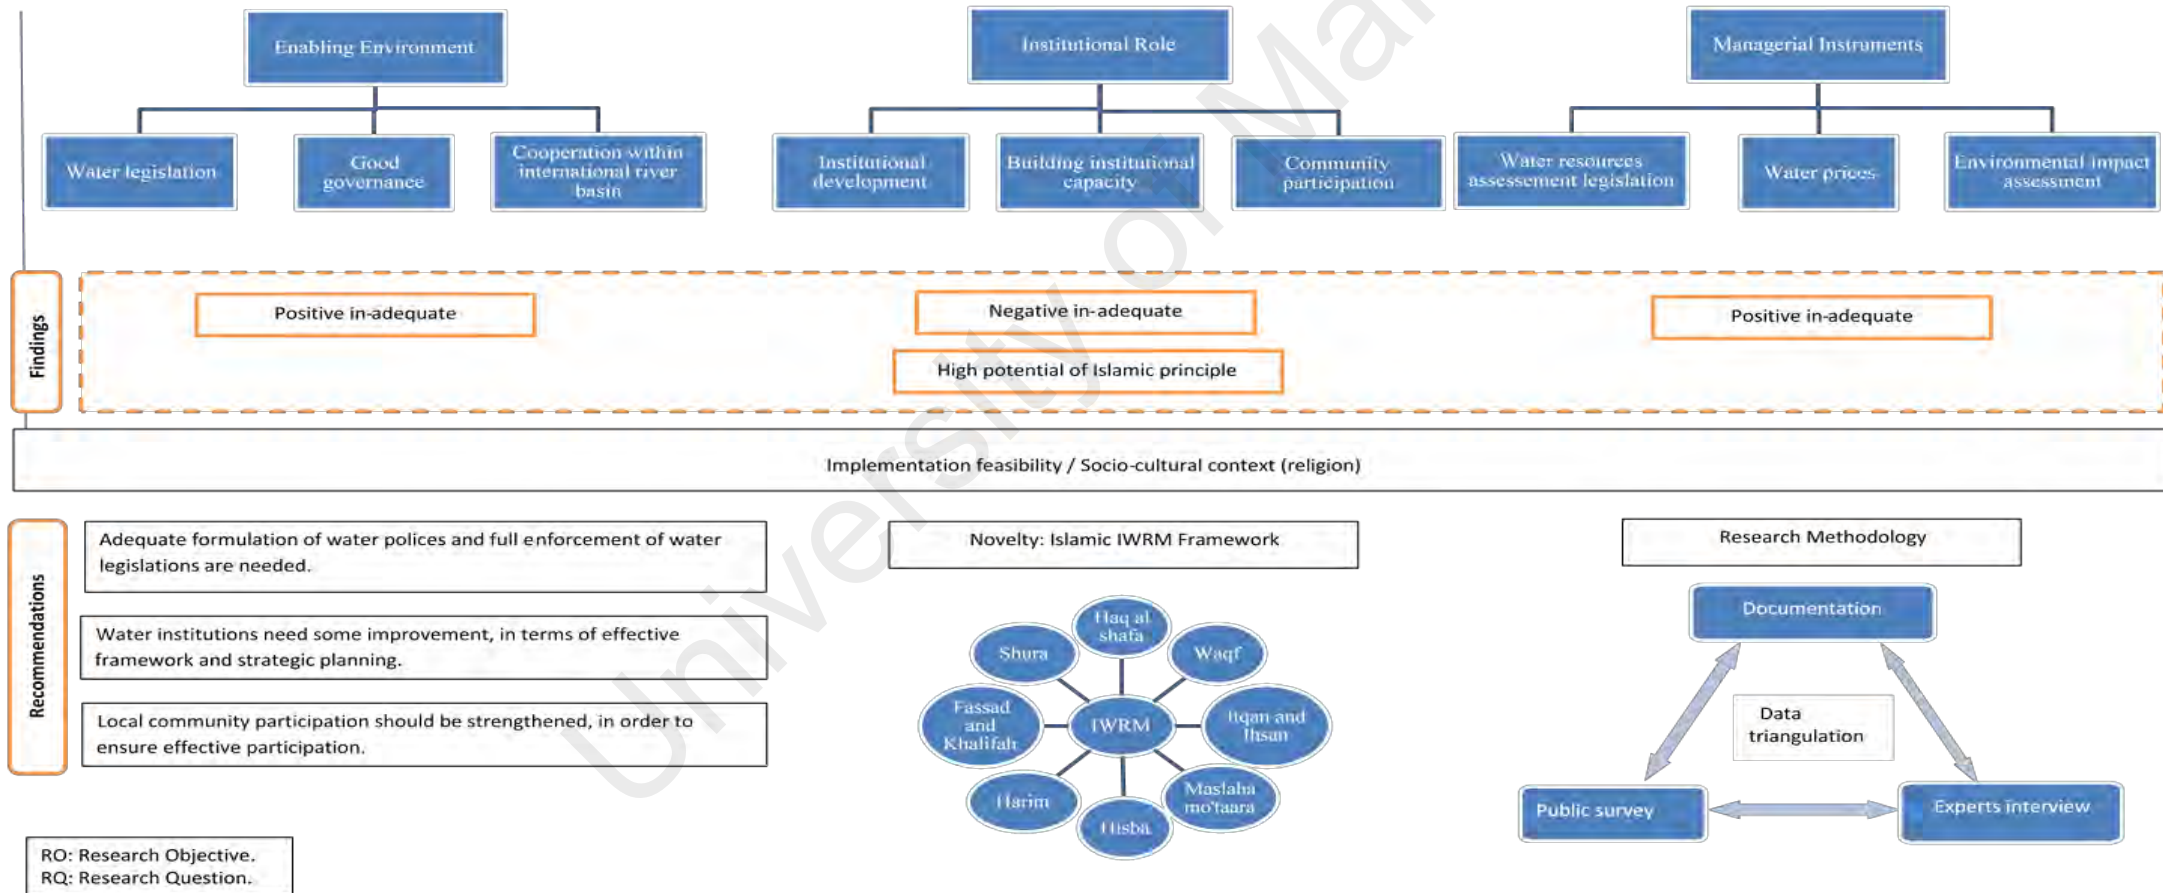 Enabling Environment
Institutional Role
Managerial Instruments
Water legislation
Good
governance
Cooperation within
international river
basin
Institutional
development
Building institutional
capacity
Community
participation
Water resources
assessement legislation
Water prices
Environmental impact
assessment
Findings
Positive in-adequate
Negative in-adequate
Positive in-adequate
High potential of Islamic principle
Implementation feasibility / Socio-cultural context (religion)
Recommendations
Adequate formulation of water polices and full enforcement of water
legislations are needed.
Water institutions need some improvement, in terms of effective
framework and strategic planning.
Local community participation should be strengthened, in order to
ensure effective participation.
Novelty: Islamic IWRM Framework
Haq al
shafa
Shura
Waqf
Fassad
and
Khalifah
IWRM
Itqan and
Ihsan
Harim
Maslaha
mo'taara
Hisba
Research Methodology
Documentation
Data
triangulation
Public survey
Experts interview
RO: Research Objective.
RQ: Research Question.
University of Ma